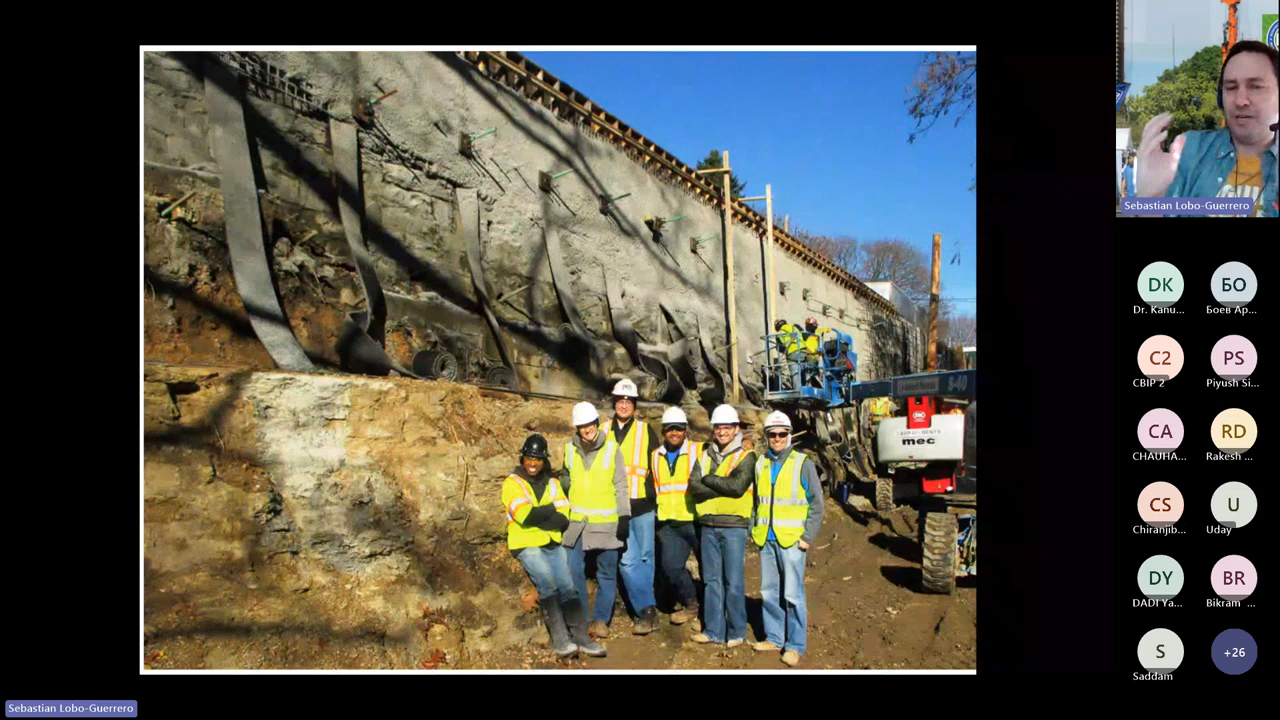 mec
S-40
Sebastian Lobo-Guerrero
DK
БО
Dr. Kanu...
Боев Ар...
C2
PS
CBIP 2
Piyush Si...
CA
RD
CHAUHA...
Rakesh ...
CS
U
Chiranjib...
Uday
DY
BR
DADI Ya...
Bikram ...
S
+26
Saddam
Sebastian Lobo-Guerrero